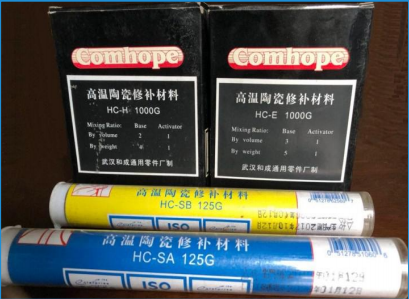 Comhope
高温陶瓷修补材料
HC-H 1000G
Mixing Ratio: Base Activator
By volume 2 1
By weight 1
武汉和成通用零件厂制
Comhope
高温陶瓷修补材料
HC-E 1000G
Mixing Ratio: Base Activator
By volume 3 1
By weight 5 1
武汉和成通用零件厂制
高温陶瓷修补材料
HC-SB 125G
ISO
高温陶瓷修补材料
HC-SA 125G
ISO